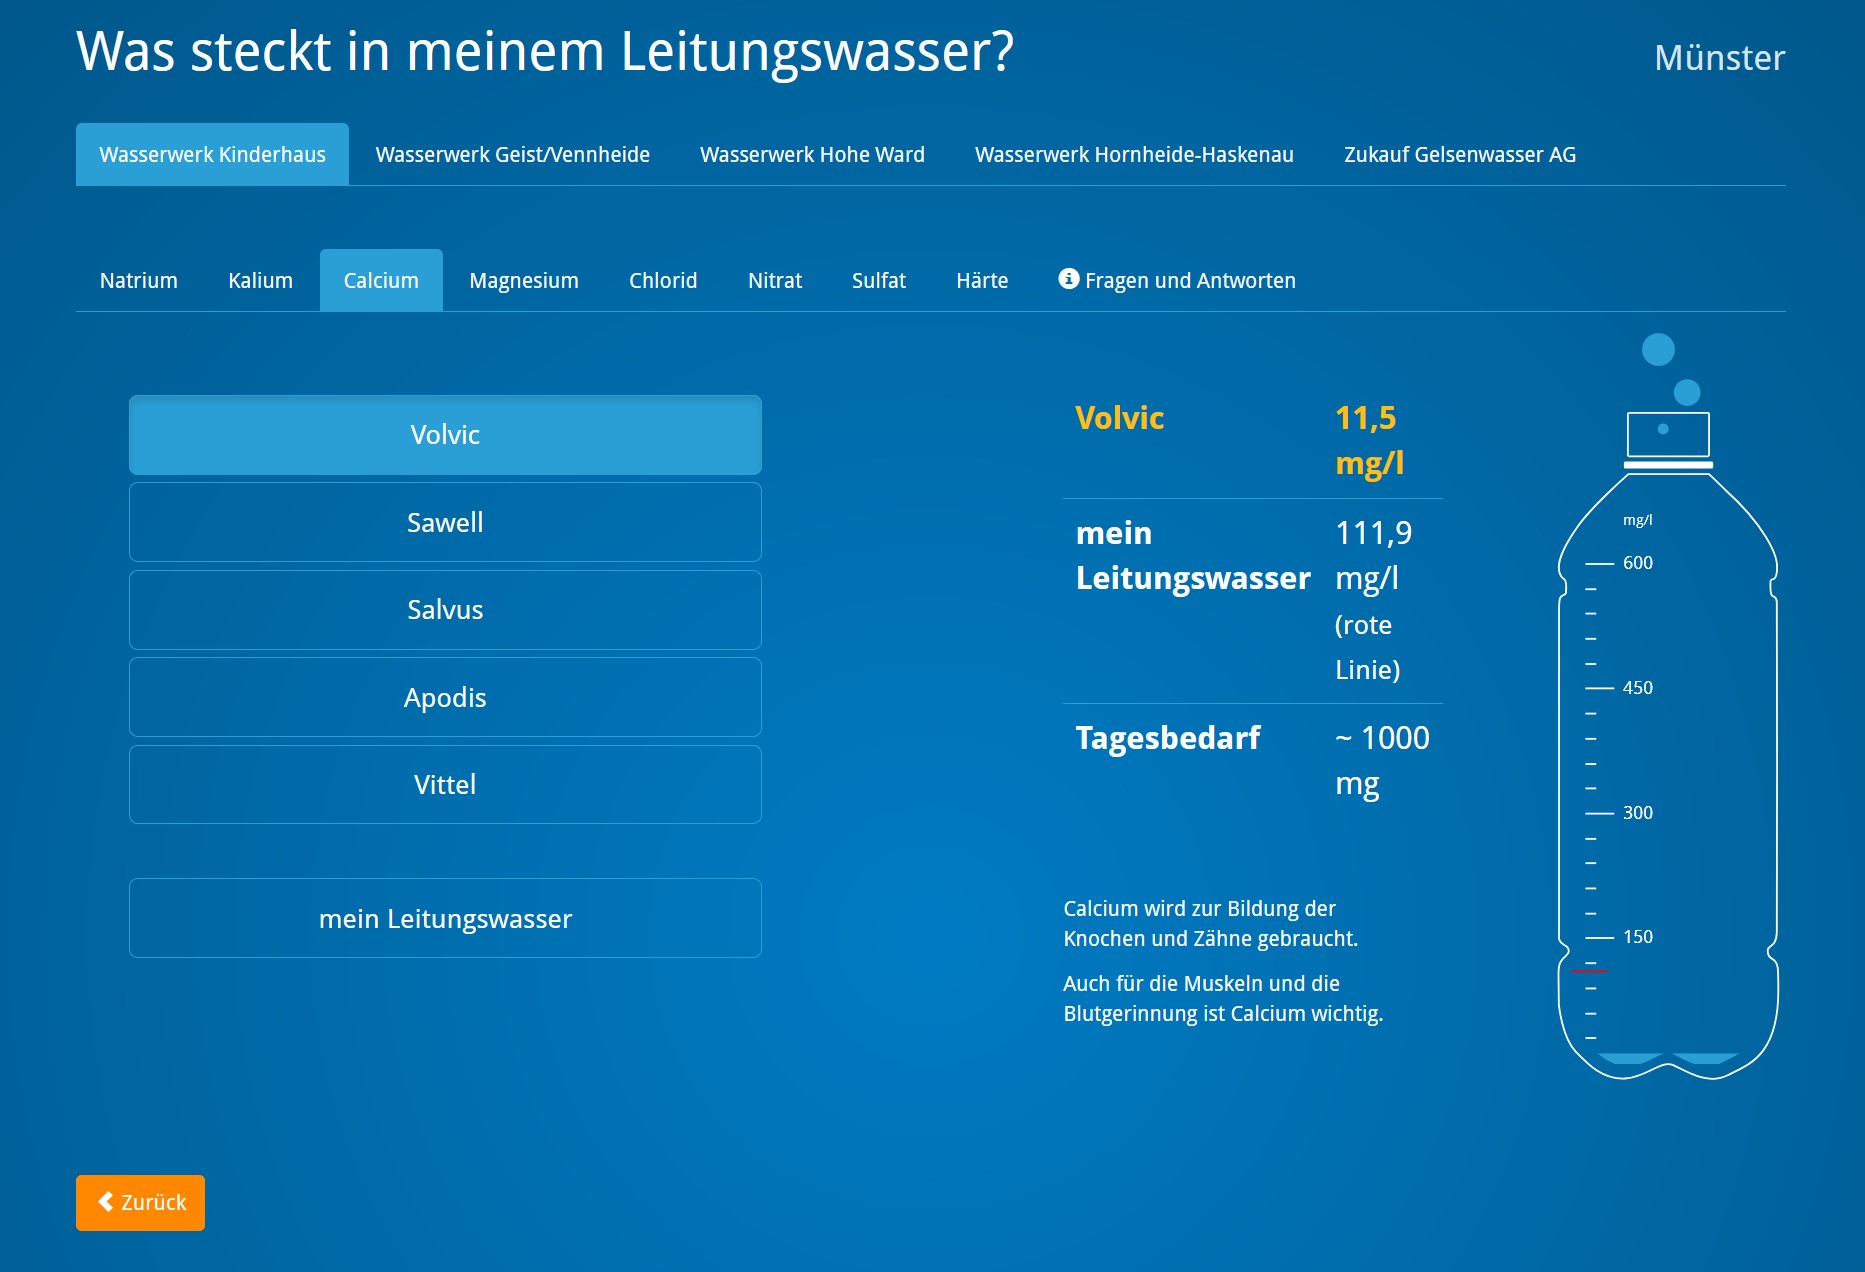 Was steckt in meinem Leitungswasser?
Münster
Wasserwerk Kinderhaus
Wasserwerk Geist/Vennheide
Wasserwerk Hohe Ward
Wasserwerk Hornheide-Haskenau
Zukauf Gelsenwasser AG
Natrium
Kalium
Calcium
Magnesium
Chlorid
Nitrat
Sulfat
Härte
Fragen und Antworten
Volvic
Sawell
Salvus
Apodis
Vittel
mein Leitungswasser
Volvic
11,5
mg/l
mein
Leitungswasser
111,9
mg/l
(rote
Linie)
Tagesbedarf
~ 1000
mg
Calcium wird zur Bildung der
Knochen und Zähne gebraucht.
Auch für die Muskeln und die
Blutgerinnung ist Calcium wichtig.
mg/l
600
450
300
150
Zurück